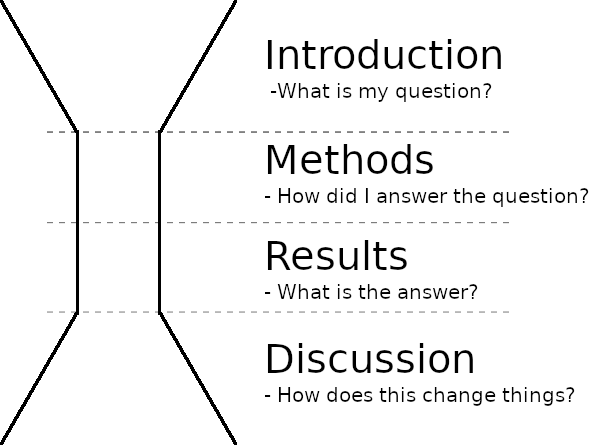 Introduction
-What is my question?
Methods
- How did I answer the question?
Results
- What is the answer?
Discussion
- How does this change things?